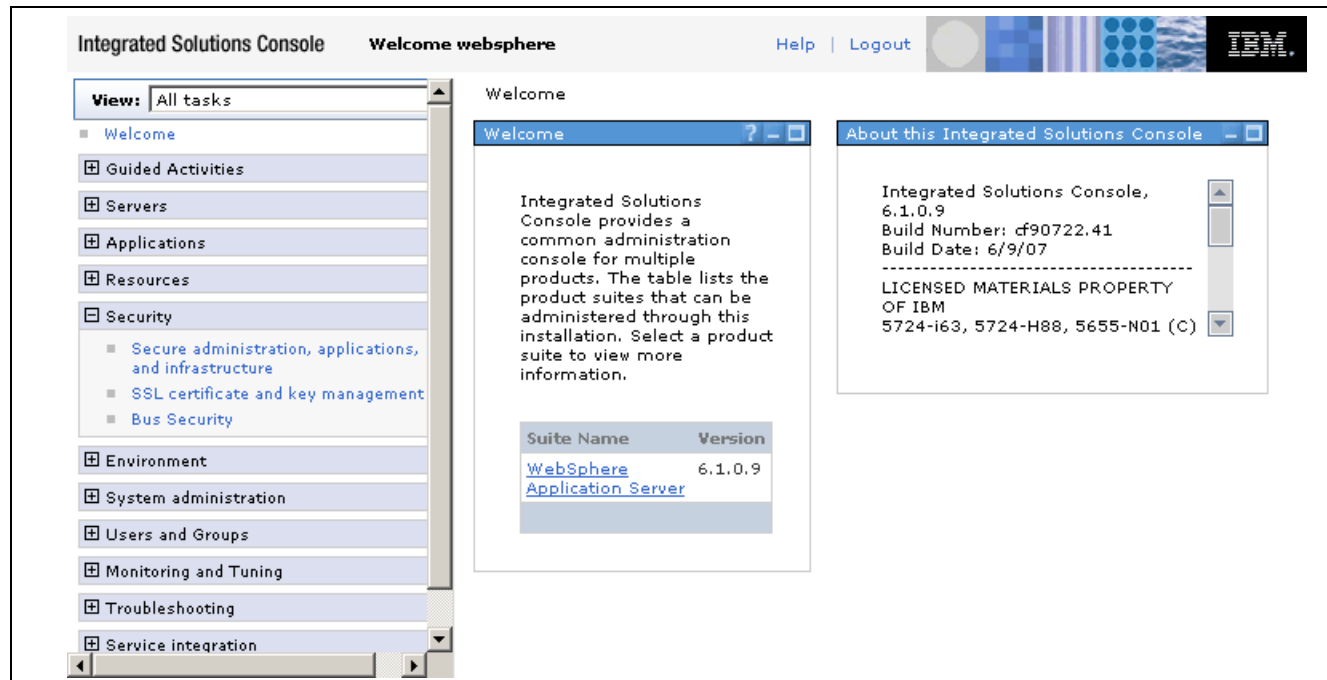 Integrated Solutions Console Welcome websphere Help | Logout IBM.
View: All tasks
Welcome
Guided Activities
Servers
Applications
Resources
Security
Secure administration, applications,
and infrastructure
SSL certificate and key management
Bus Security
Environment
System administration
Users and Groups
Monitoring and Tuning
Troubleshooting
Service integration
Welcome
Welcome ?
Integrated Solutions
Console provides a
common administration
console for multiple
products. The table lists the
product suites that can be
administered through this
installation. Select a product
suite to view more
information.
Suite Name Version
WebSphere 6.1.0.9
Application Server
About this Integrated Solutions Console
Integrated Solutions Console,
6.1.0.9
Build Number: cf90722.41
Build Date: 6/9/07
--------------------------------------
LICENSED MATERIALS PROPERTY
OF IBM
5724-i63, 5724-H88, 5655-N01 (C)